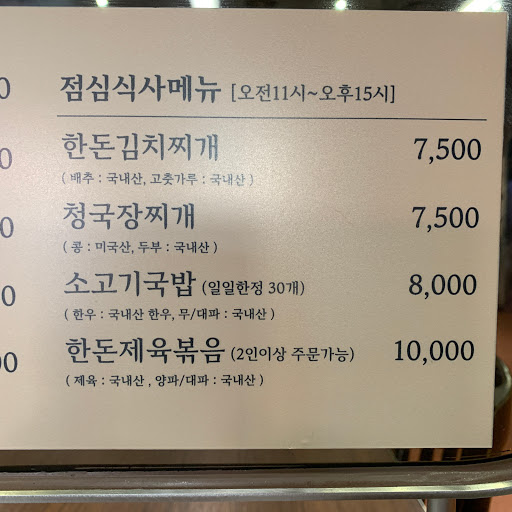 점심식사메뉴 [오전11시~오후15시]
한돈김치찌개 7,500
( 배추 : 국내산, 고춧가루 : 국내산 )
청국장찌개 7,500
( 콩 : 미국산, 두부 : 국내산 )
소고기국밥 (일일한정 30개) 8,000
( 한우 : 국내산 한우, 무/대파 : 국내산 )
한돈제육볶음 (2인이상 주문가능) 10,000
( 제육 : 국내산 , 양파/대파 : 국내산 )